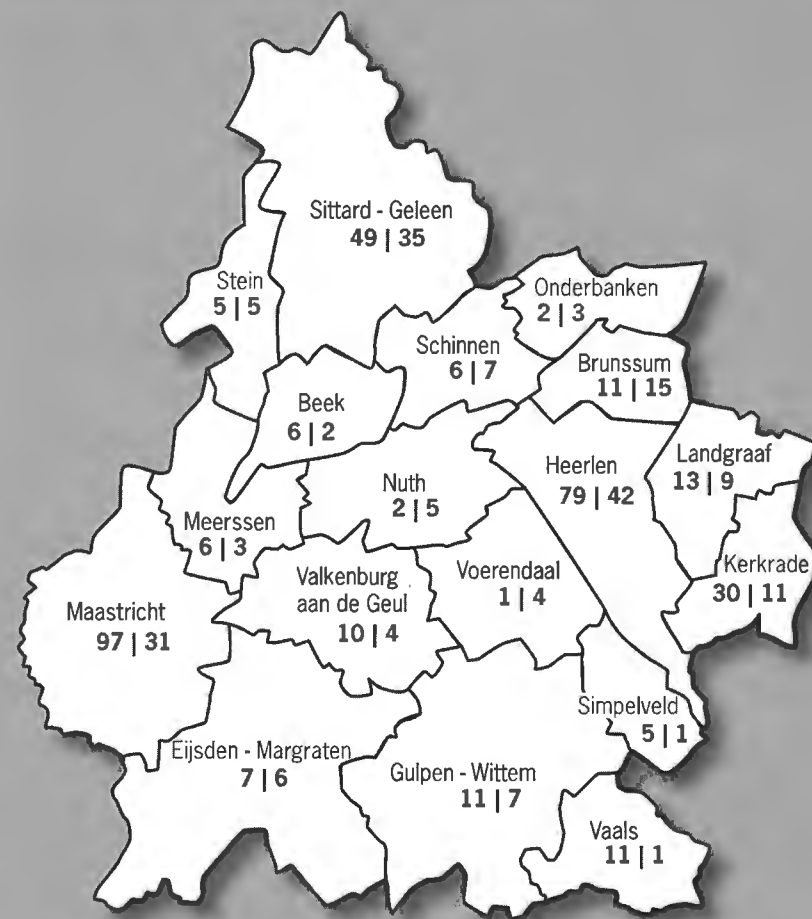 Sittard - Geleen
49 | 35
Stein
5 | 5
Onderbanken
2 | 3
Schinnen
6 | 7
Brunssum
11 | 15
Beek
6 | 2
Landgraaf
13 | 9
Heerlen
79 | 42
Nuth
2 | 5
Meerssen
6 | 3
Kerkrade
30 | 11
Valkenburg
aan de Geul
10 | 4
Voerendaal
1 | 4
Maastricht
97 | 31
Simpelveld
5 | 1
Eijsden - Margraten
7 | 6
Gulpen - Wittem
11 | 7
Vaals
11 | 1